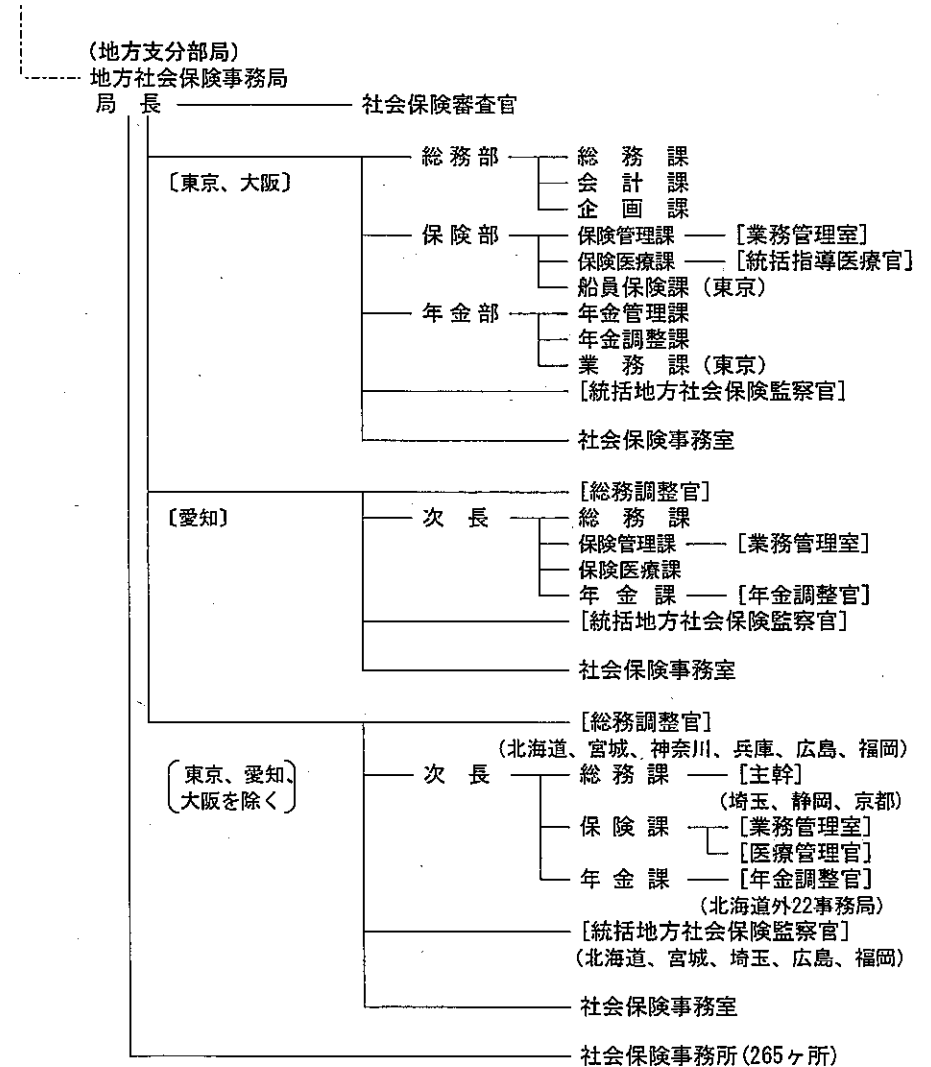 (地方支分部局)
地方社会保険事務局
局 長 社会保険審査官
総務部 総 務 課
〔東京、大阪〕 会 計 課
企 画 課
保険部 保険管理課 [業務管理室]
保険医療課 [統括指導医療官]
船員保険課(東京)
年金部 年金管理課
年金調整課
業 務 課(東京)
[統括地方社会保険監察官]
社会保険事務室
[総務調整官]
〔愛知〕 次 長 総 務 課
保険管理課 [業務管理室]
保険医療課
年 金 課 [年金調整官]
[統括地方社会保険監察官]
社会保険事務室
[総務調整官]
(北海道、宮城、神奈川、兵庫、広島、福岡)
〔東京、愛知、 次 長 総 務 課 [主幹]
大阪を除く〕 (埼玉、静岡、京都)
保 険 課 [業務管理室]
[医療管理官]
年 金 課 [年金調整官]
(北海道外22事務局)
[統括地方社会保険監察官]
(北海道、宮城、埼玉、広島、福岡)
社会保険事務室
社会保険事務所(265ヶ所)